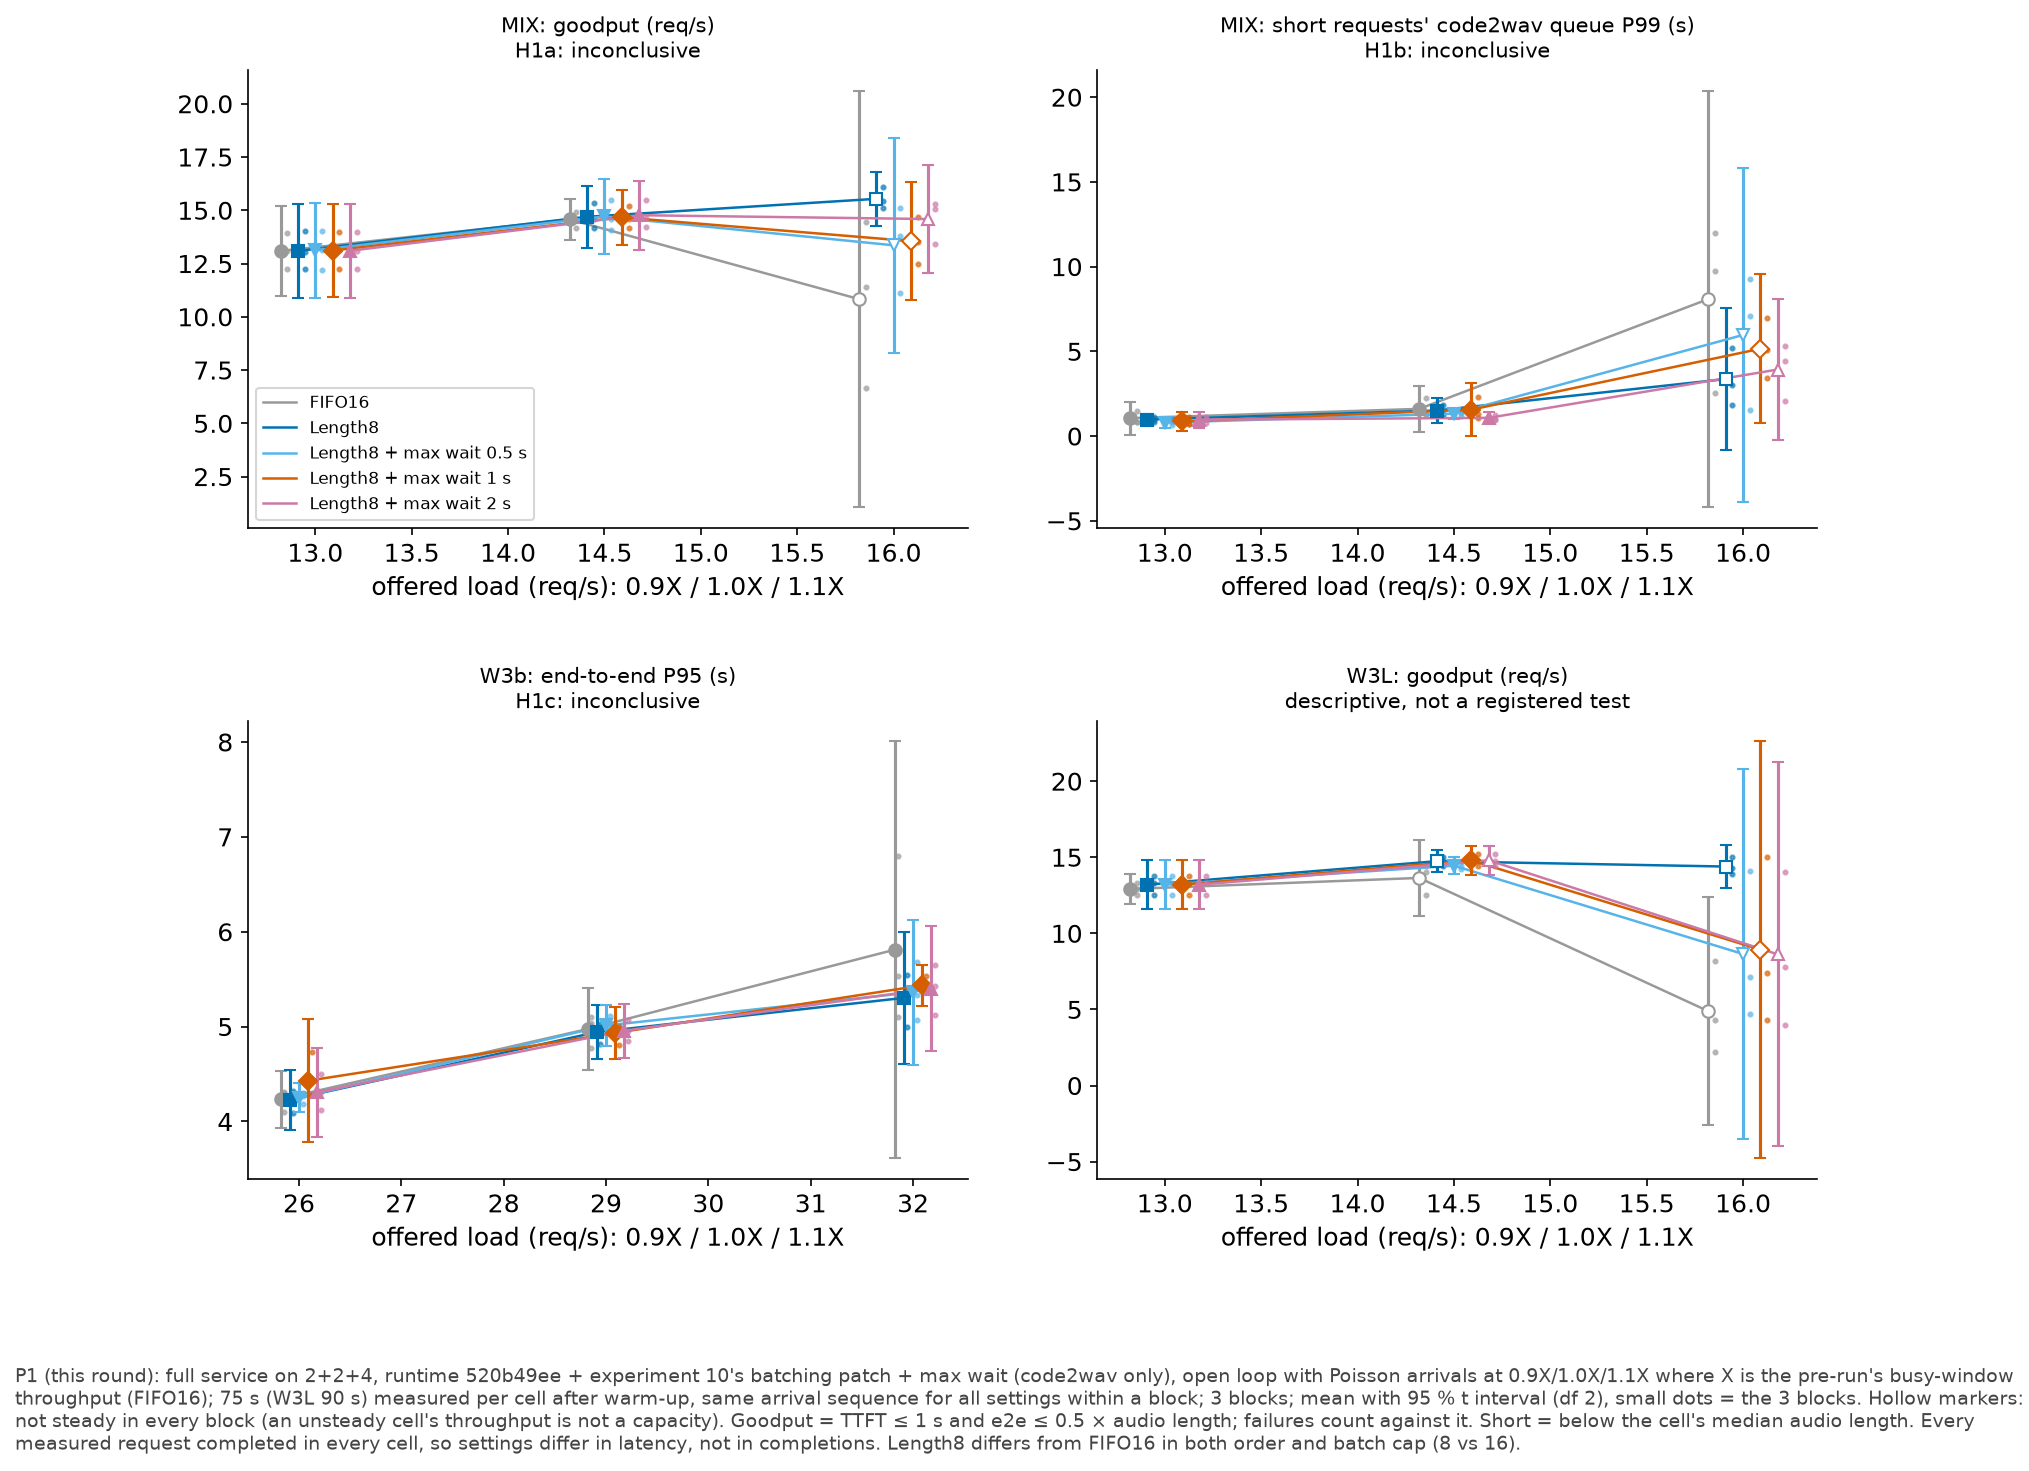 MIX: goodput (req/s)
H1a: inconclusive
20.0
17.5
15.0
12.5
10.0
7.5
5.0
2.5
FIFO16
Length8
Length8 + max wait 0.5 s
Length8 + max wait 1 s
Length8 + max wait 2 s
13.0 13.5 14.0 14.5 15.0 15.5 16.0
offered load (req/s): 0.9X / 1.0X / 1.1X
MIX: short requests' code2wav queue P99 (s)
H1b: inconclusive
20
15
10
5
0
−5
13.0 13.5 14.0 14.5 15.0 15.5 16.0
offered load (req/s): 0.9X / 1.0X / 1.1X
W3b: end-to-end P95 (s)
H1c: inconclusive
8
7
6
5
4
26 27 28 29 30 31 32
offered load (req/s): 0.9X / 1.0X / 1.1X
W3L: goodput (req/s)
descriptive, not a registered test
20
15
10
5
0
−5
13.0 13.5 14.0 14.5 15.0 15.5 16.0
offered load (req/s): 0.9X / 1.0X / 1.1X
P1 (this round): full service on 2+2+4, runtime 520b49ee + experiment 10's batching patch + max wait (code2wav only), open loop with Poisson arrivals at 0.9X/1.0X/1.1X where X is the pre-run's busy-window
throughput (FIFO16); 75 s (W3L 90 s) measured per cell after warm-up, same arrival sequence for all settings within a block; 3 blocks; mean with 95 % t interval (df 2), small dots = the 3 blocks. Hollow markers:
not steady in every block (an unsteady cell's throughput is not a capacity). Goodput = TTFT ≤ 1 s and e2e ≤ 0.5 × audio length; failures count against it. Short = below the cell's median audio length. Every
measured request completed in every cell, so settings differ in latency, not in completions. Length8 differs from FIFO16 in both order and batch cap (8 vs 16).